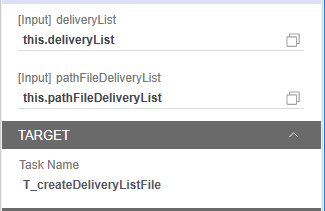 [Input] deliveryList
this.deliveryList
[Input] pathFileDeliveryList
this.pathFileDeliveryList
TARGET
Task Name
T_createDeliveryListFile